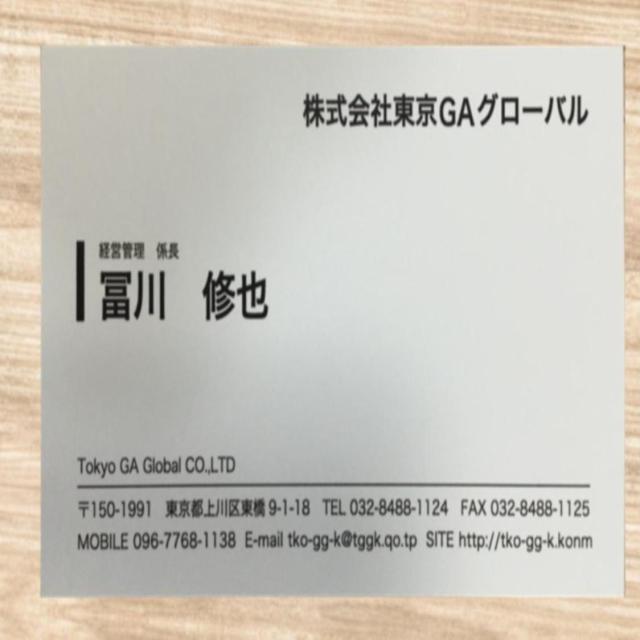 株式会社東京GAグローバル
経営管理 係長
冨川 修也
Tokyo GA Global CO.,LTD
〒150-1991 東京都上川区東橋9-1-18 TEL 032-8488-1124 FAX 032-8488-1125
MOBILE 096-7768-1138 E-mail tko-gg-k@tggk.qo.tp SITE http://tko-gg-k.konm